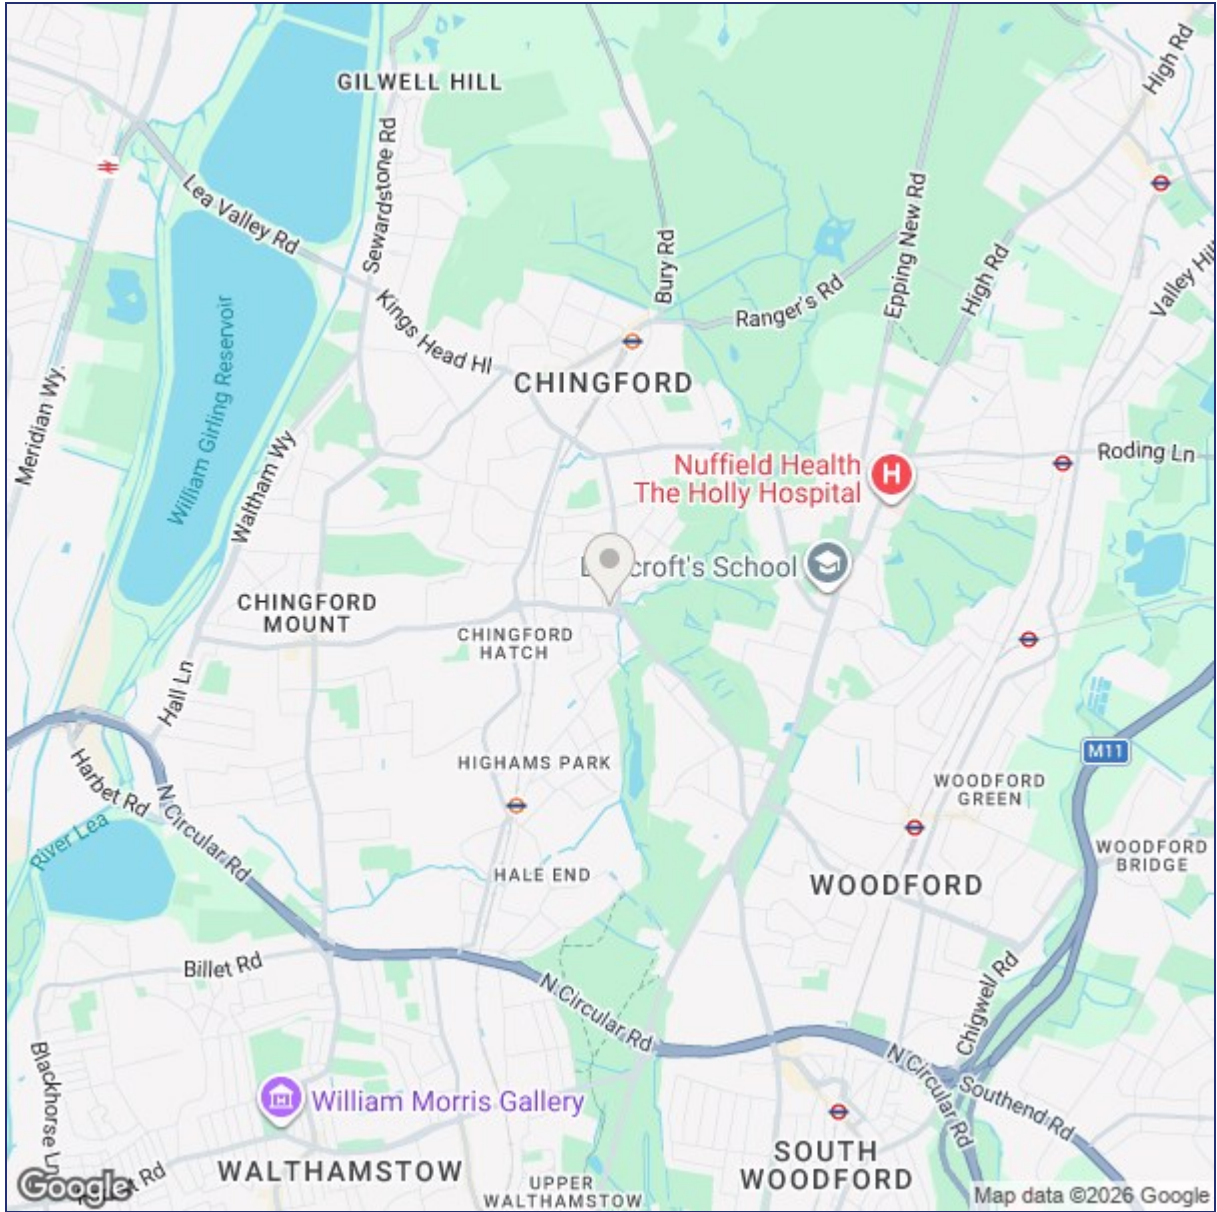 GILWELL HILL
High Rd
Sewardstone Rd
Lea Valley Rd
Epping New Rd
Bury Rd
High Rd
Valley Hill
Ranger's Rd
William Girling Reservoir
Kings Head Hl
CHINGFORD
Meridian Wy.
Waltham Wy
Roding Ln
Nuffield Health
The Holly Hospital
H
croft's School
CHINGFORD
MOUNT
CHINGFORD
HATCH
Hall Ln
M11
HIGHAMS PARK
Harbet Rd
N Circular Rd
WOODFORD
GREEN
River Lea
WOODFORD
BRIDGE
HALE END
WOODFORD
Billet Rd
N Circular Rd
Chigwell Rd
Blackhorse Ln
N Circular Rd
Southend Rd
William Morris Gallery
WALTHAMSTOW
SOUTH
WOODFORD
UPPER
WALTHAMSTOW
Rd
Google
Map data ©2026 Google